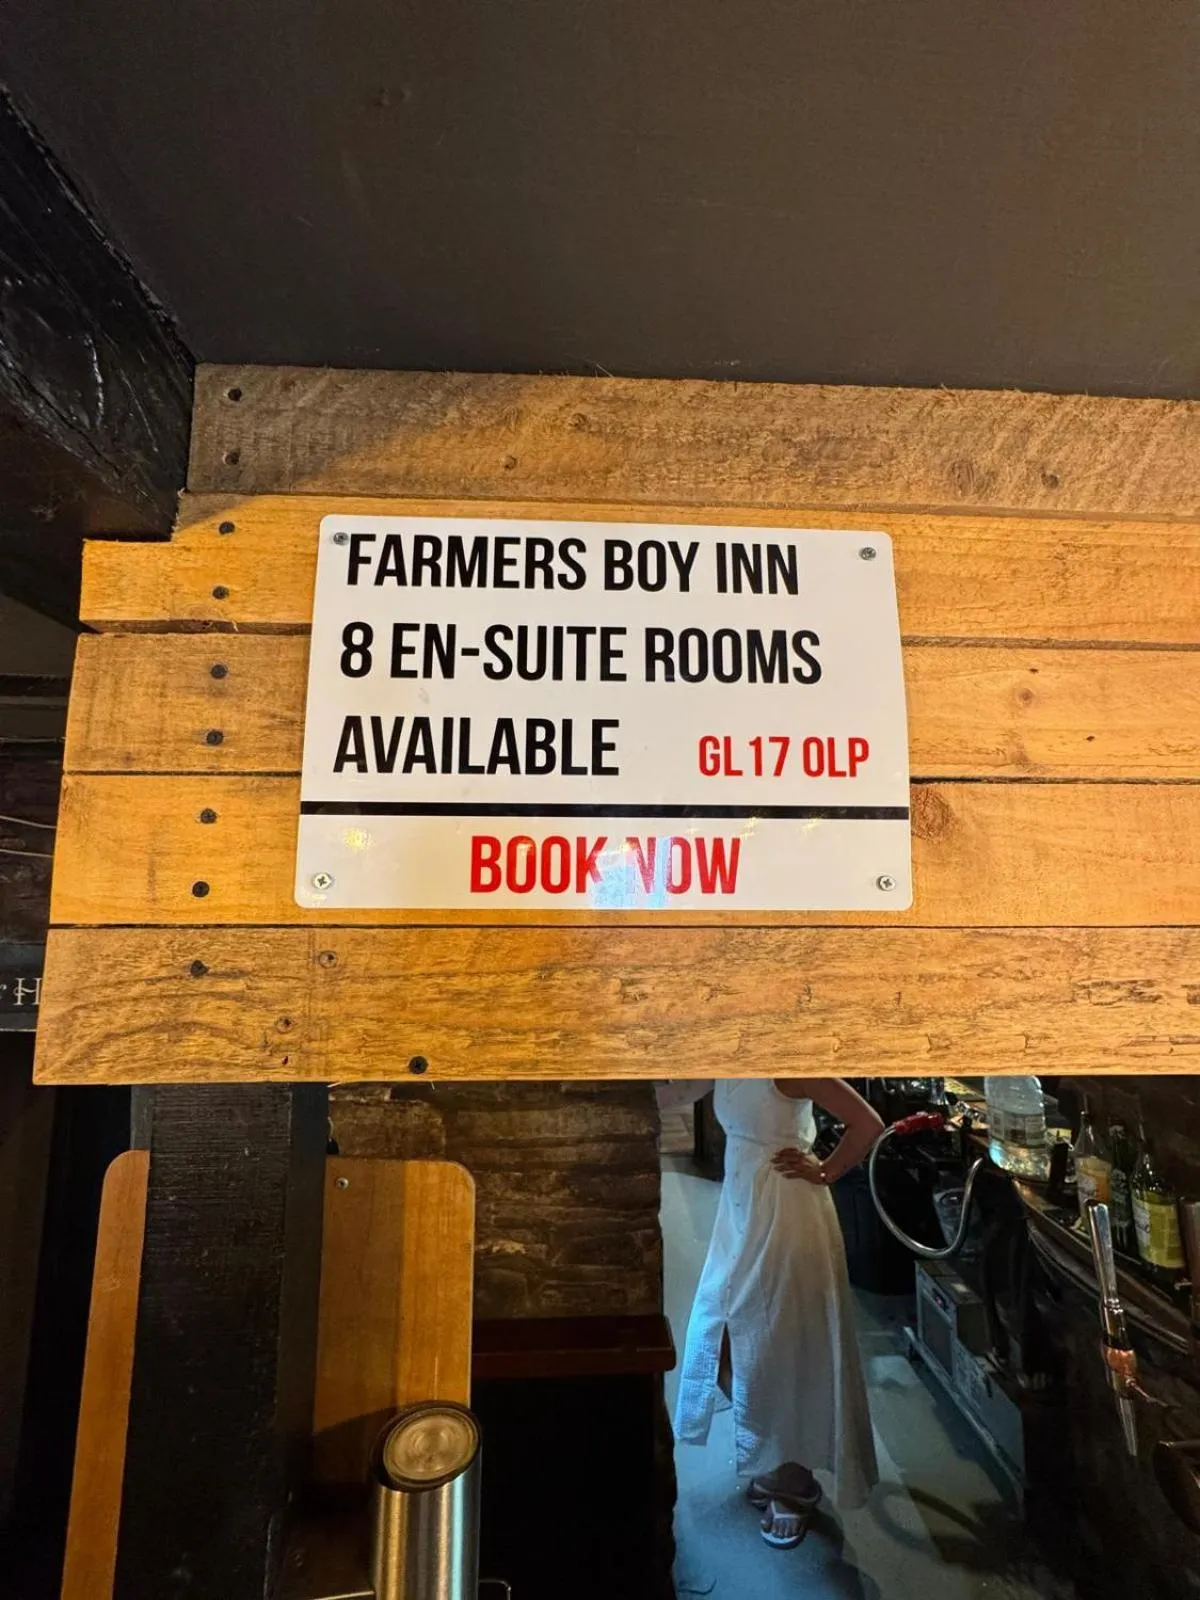 FARMERS BOY INN
8 EN-SUITE ROOMS
AVAILABLE GL17 0LP
BOOK NOW